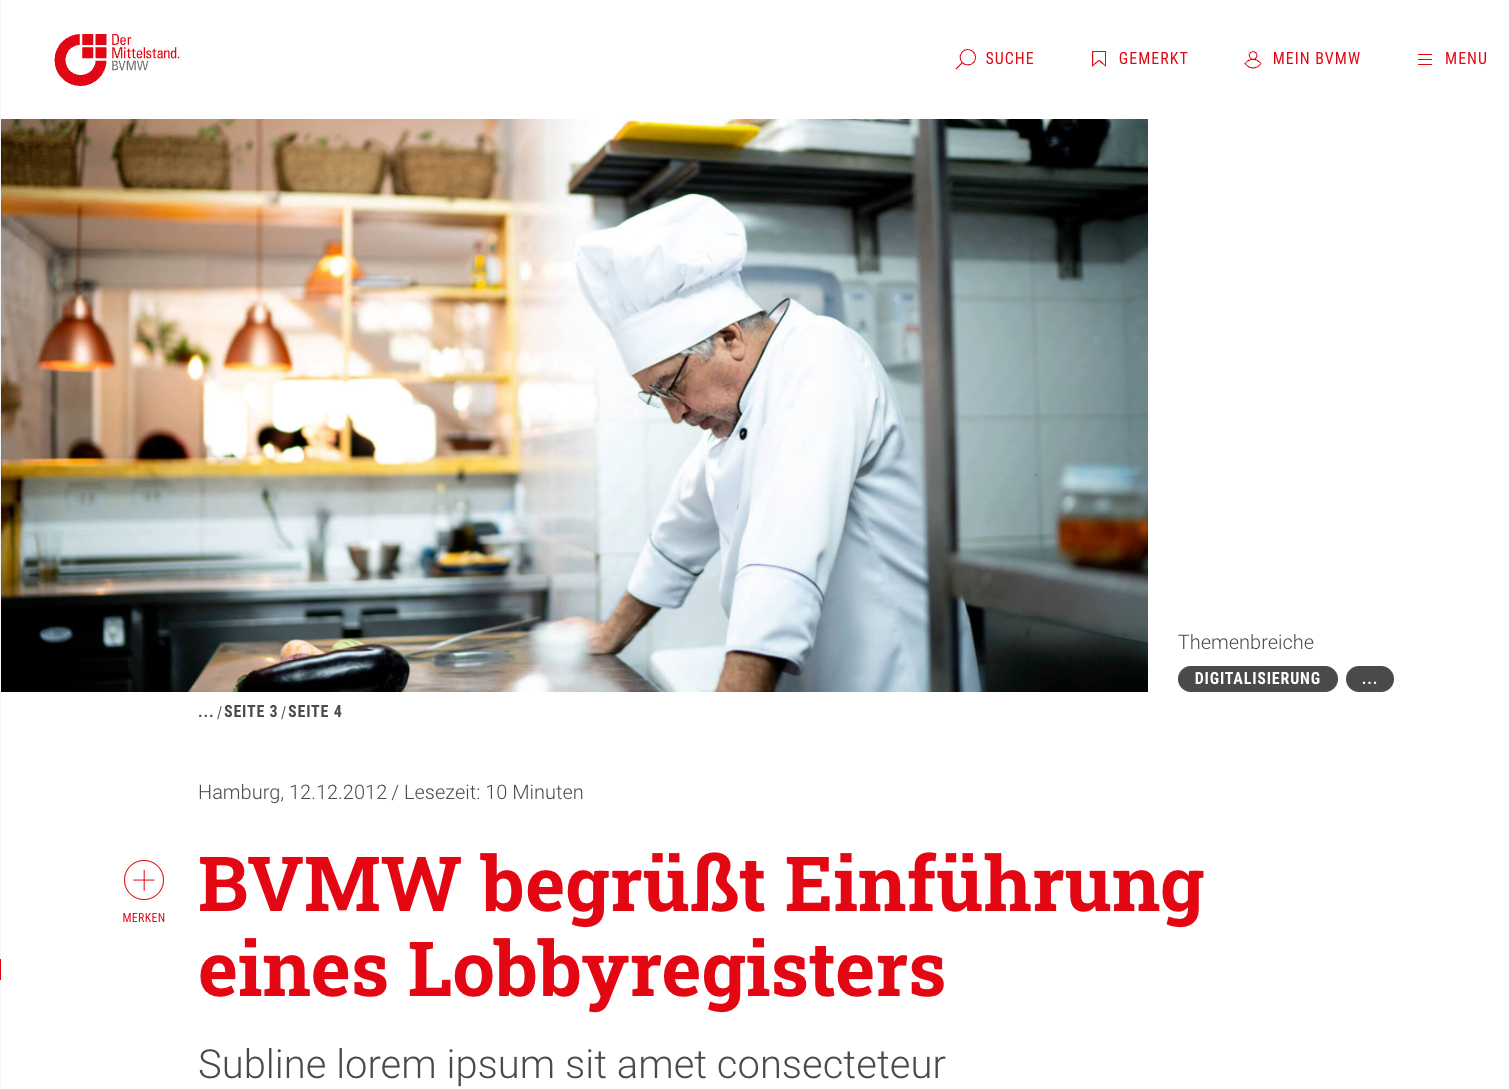 Der
Mittelstand.
BVMW
SUCHE
GEMERKT
MEIN BVMW
MENU
Themenbreiche
DIGITALISIERUNG
...
... / SEITE 3 / SEITE 4
Hamburg, 12.12.2012 / Lesezeit: 10 Minuten
MERKEN
BVMW begrüßt Einführung
eines Lobbyregisters
Subline lorem ipsum sit amet consecteteur